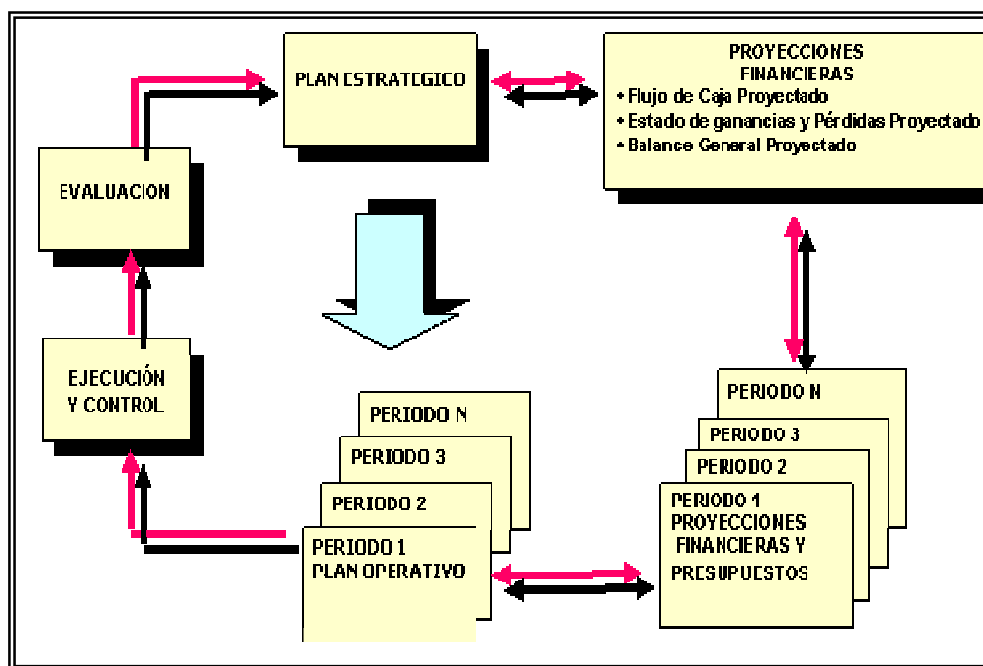 PLAN ESTRATEGICO
PROYECCIONES
FINANCIERAS
• Flujo de Caja Proyectado
• Estado de ganancias y Pérdidas Proyectado
• Balance General Proyectado
EVALUACION
EJECUCIÓN
Y CONTROL
PERIODO N
PERIODO 3
PERIODO 2
PERIODO 1
PLAN OPERATIVO
PERIODO N
PERIODO 3
PERIODO 2
PERIODO 1
PROYECCIONES
FINANCIERAS Y
PRESUPUESTOS